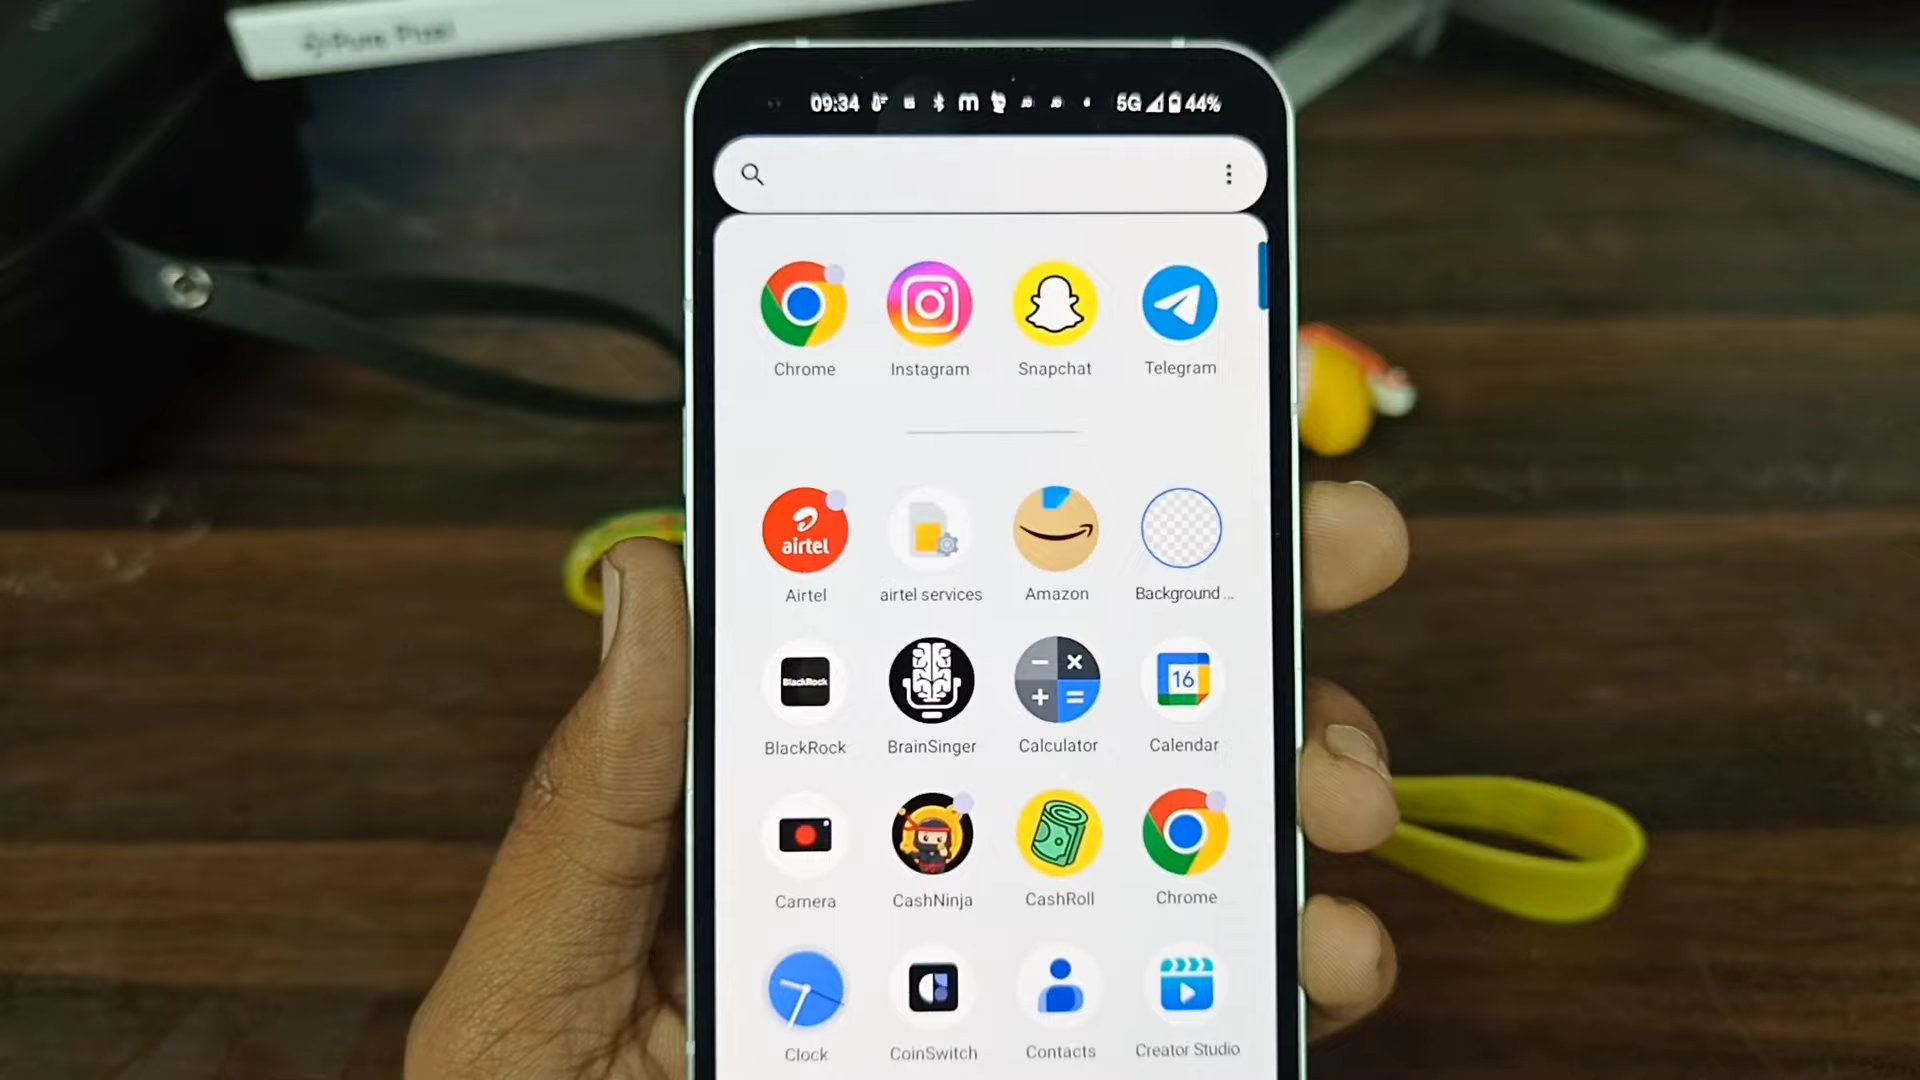 Pure Pixel
09:34 5G 44%
Chrome Instagram Snapchat Telegram
airtel
Airtel airtel services Amazon Background ...
BlackRock 16
BlackRock BrainSinger Calculator Calendar
Camera CashNinja CashRoll Chrome
Clock CoinSwitch Contacts Creator Studio